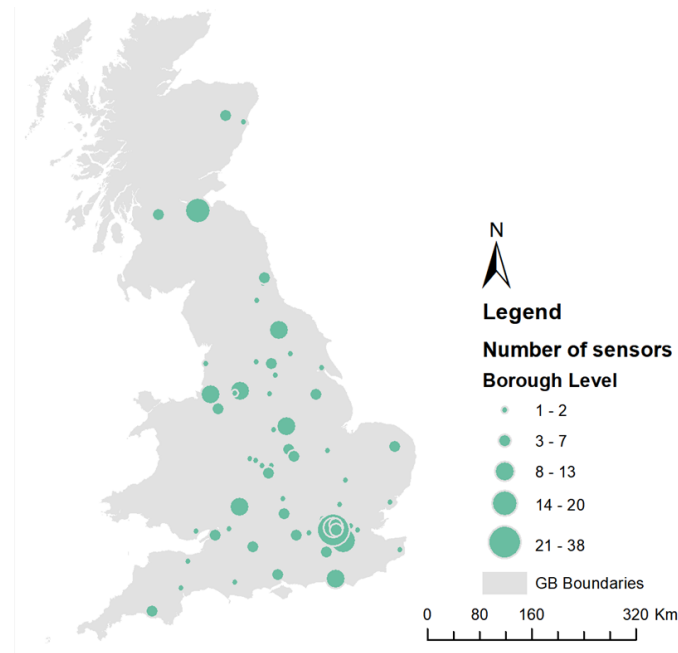 N
Legend
Number of sensors
Borough Level
1 - 2
3 - 7
8 - 13
14 - 20
21 - 38
GB Boundaries
0 80 160 320 Km